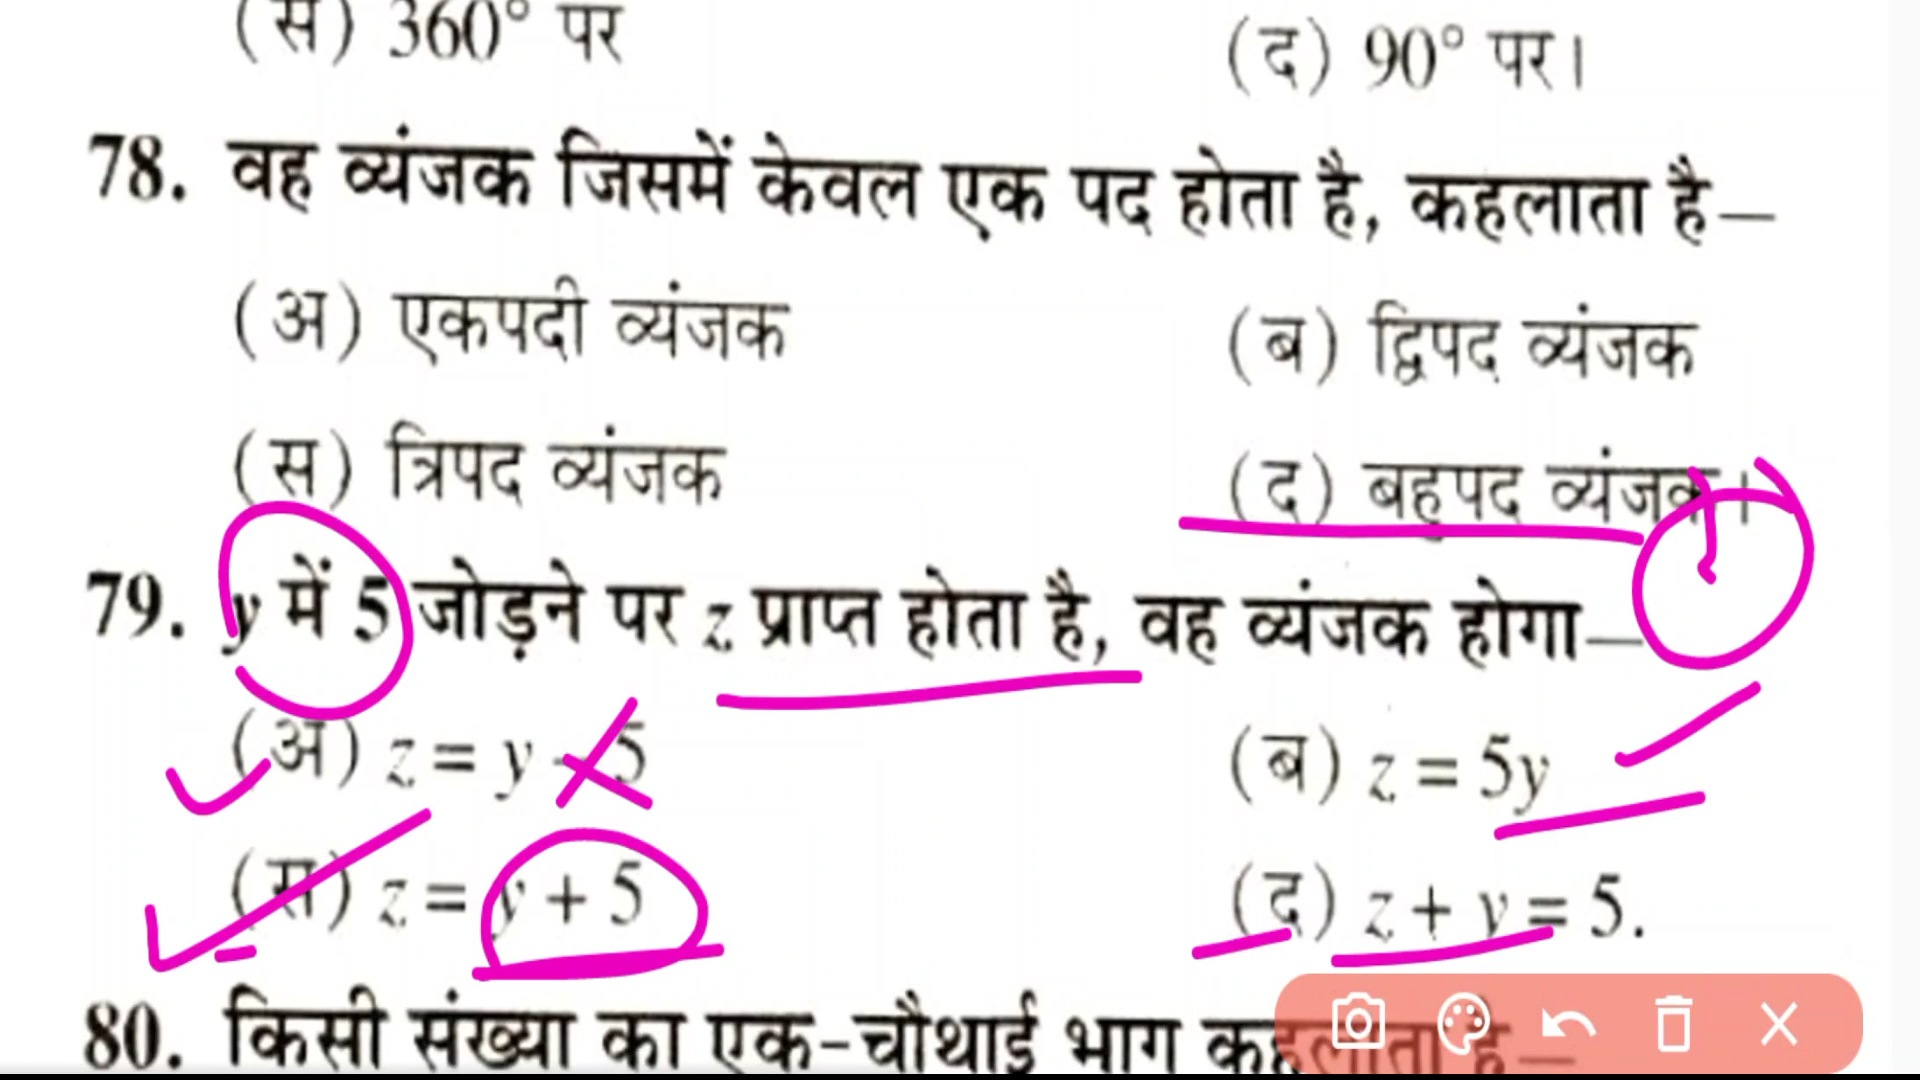 (स) 360° पर (द) 90° पर।
78. वह व्यंजक जिसमें केवल एक पद होता है, कहलाता है—
(अ) एकपदी व्यंजक (ब) द्विपद व्यंजक
(स) त्रिपद व्यंजक (द) बहुपद व्यंजक।
79. y में 5 जोड़ने पर z प्राप्त होता है, वह व्यंजक होगा—
(अ) z = y - 5 (ब) z = 5y
(स) z = y + 5 (द) z + y = 5.
80. किसी संख्या का एक-चौथाई भाग कहलाता है—